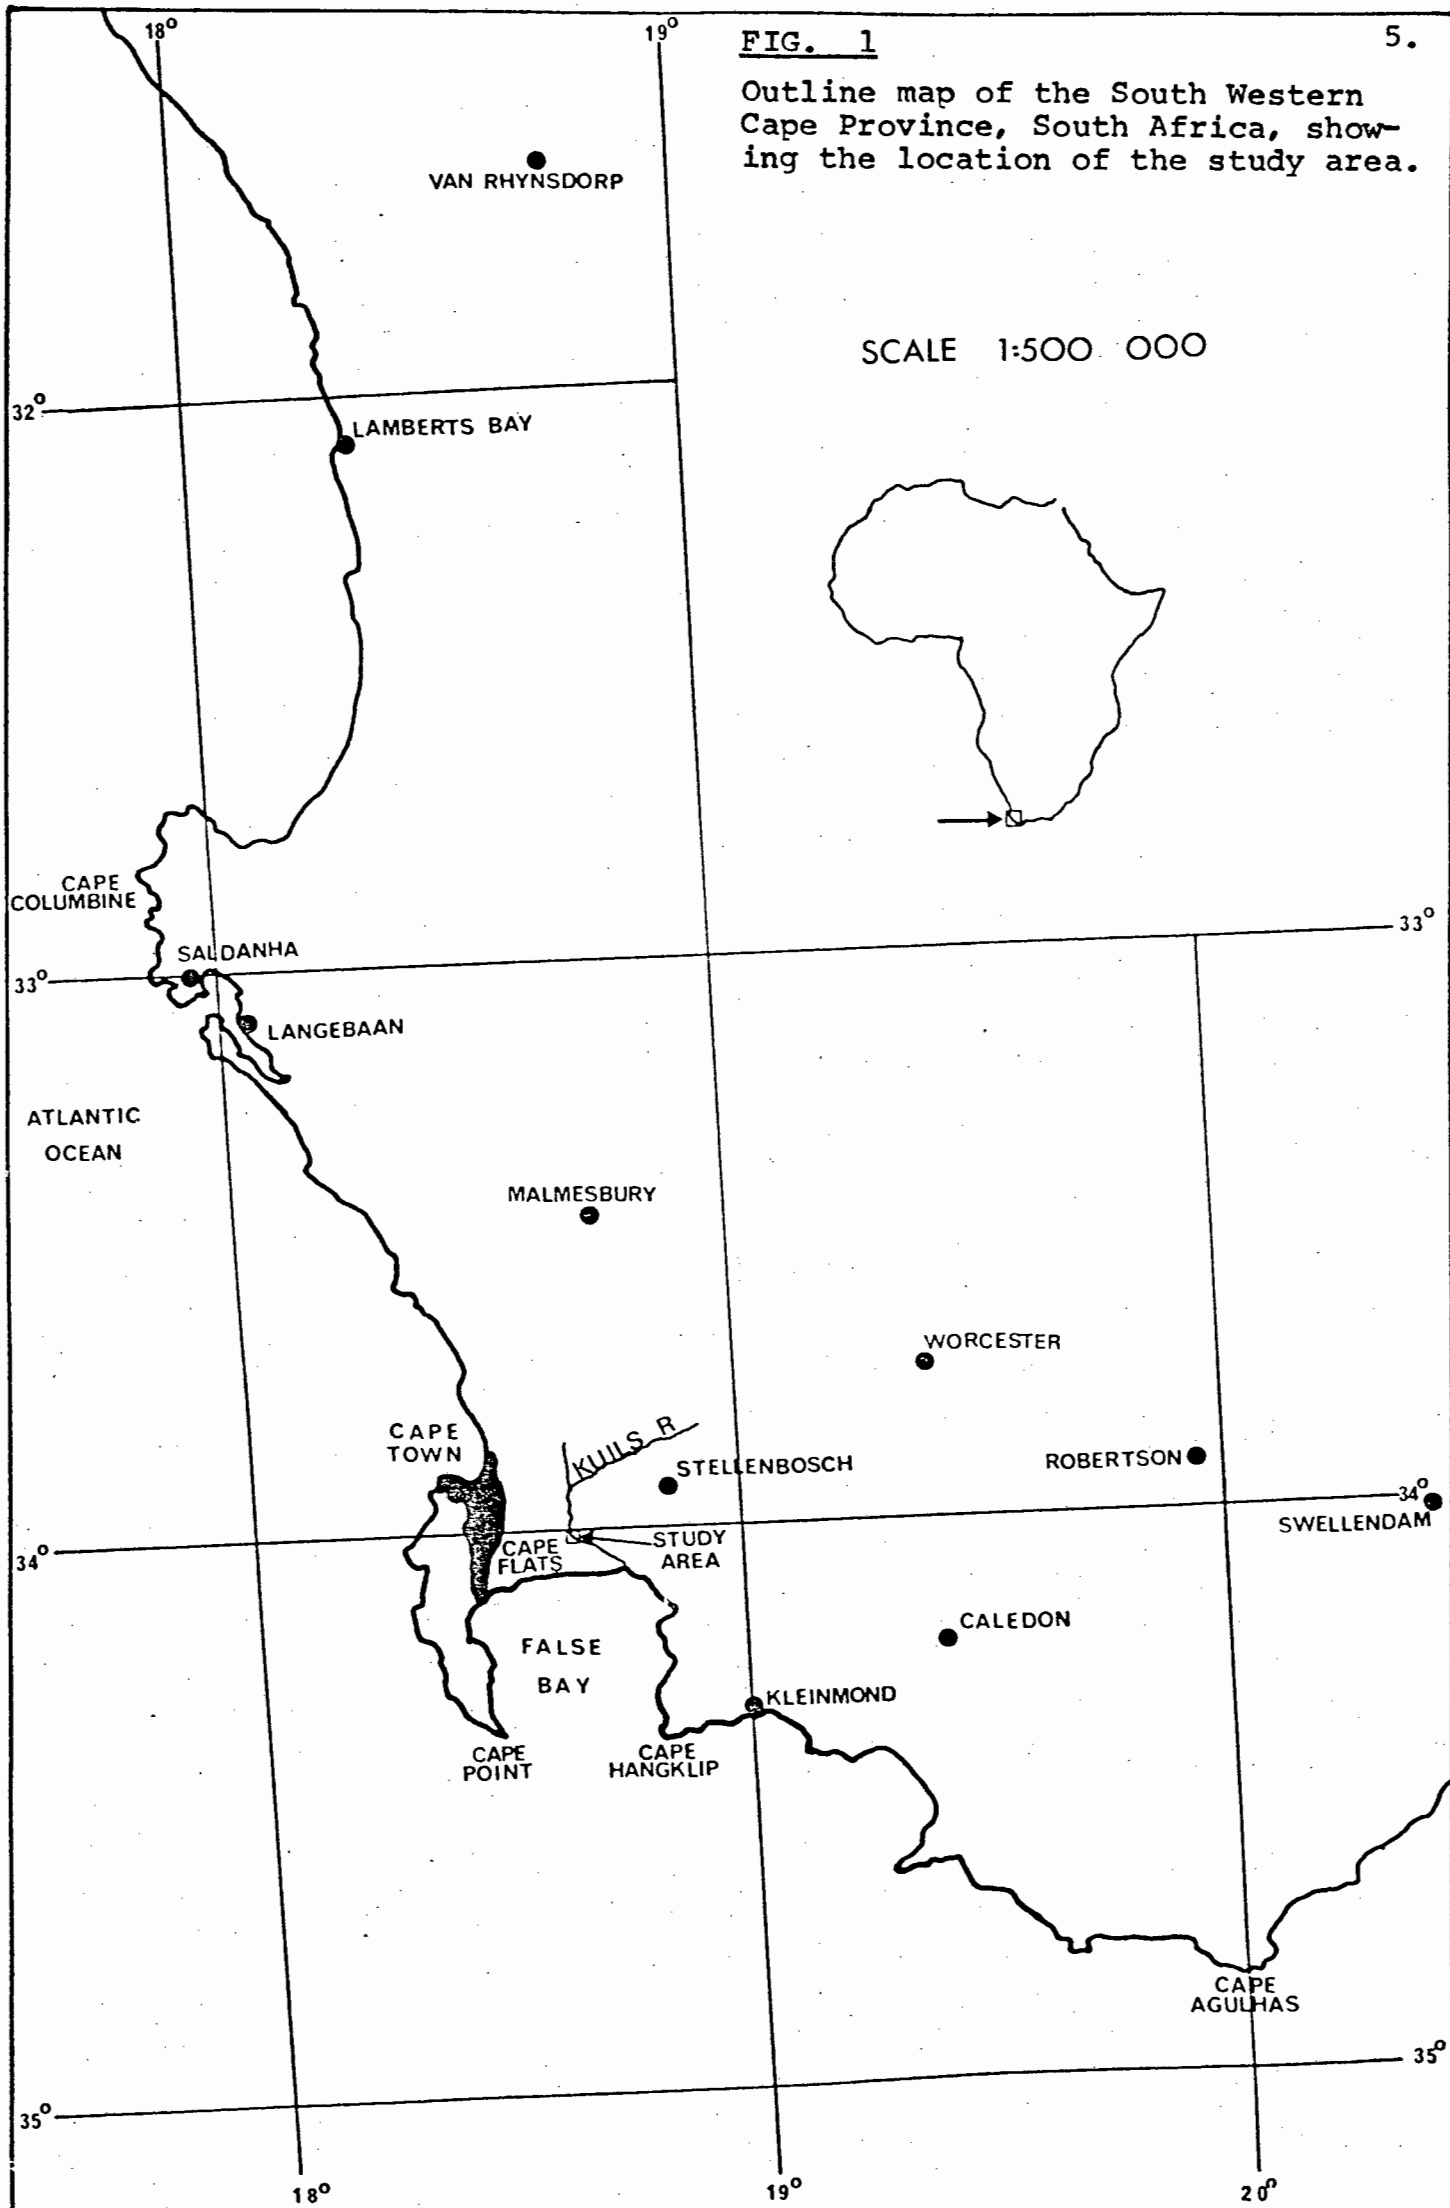 18°
19°
FIG. 1
5.
Outline map of the South Western
Cape Province, South Africa, show-
ing the location of the study area.
VAN RHYNSDORP
SCALE 1:500 000
32°
LAMBERTS BAY
CAPE
COLUMBINE
33°
SALDANHA
33°
LANGEBAAN
ATLANTIC
OCEAN
MALMESBURY
WORCESTER
CAPE
TOWN
KUILS R
STELLENBOSCH
ROBERTSON
34°
SWELLENDAM
34°
CAPE
FLATS
STUDY
AREA
CALEDON
FALSE
BAY
KLEINMOND
CAPE
POINT
CAPE
HANGKLIP
CAPE
AGULHAS
35°
35°
18°
19°
20°